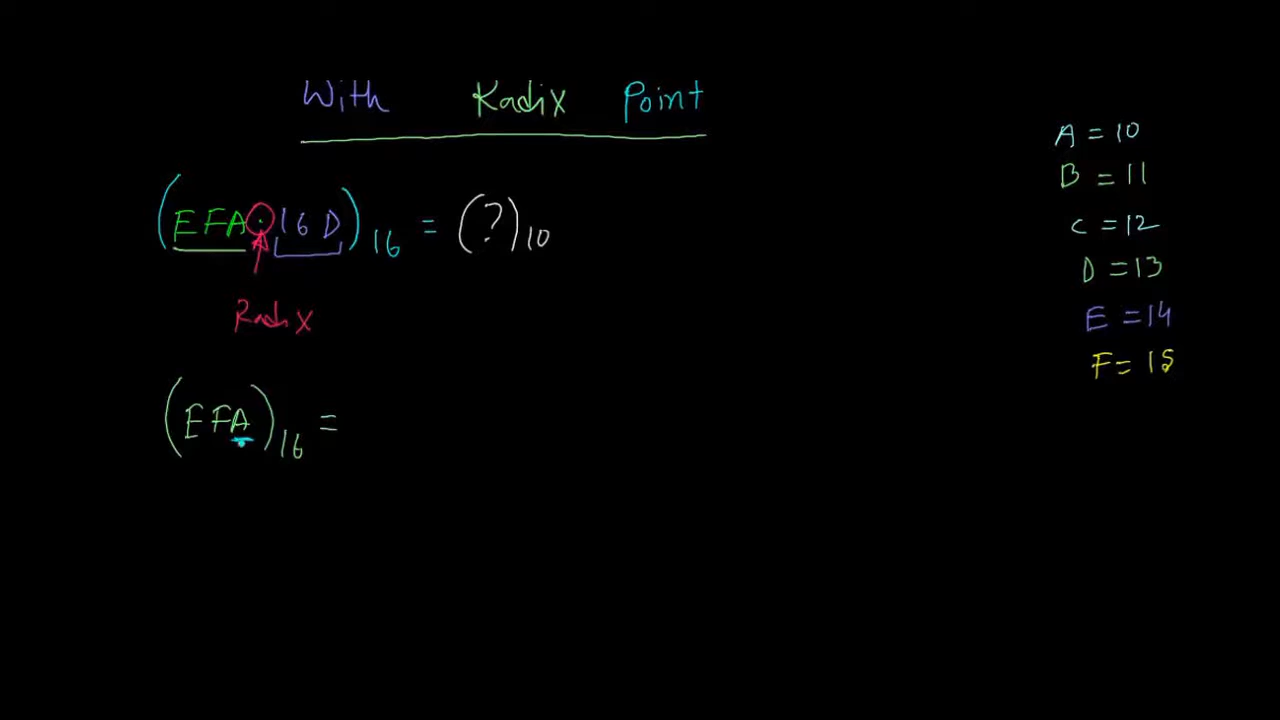 With Radix Point
(EFA.16D)16 = (?)10
Radix
(EFA)16 =
A = 10
B = 11
C = 12
D = 13
E = 14
F = 15